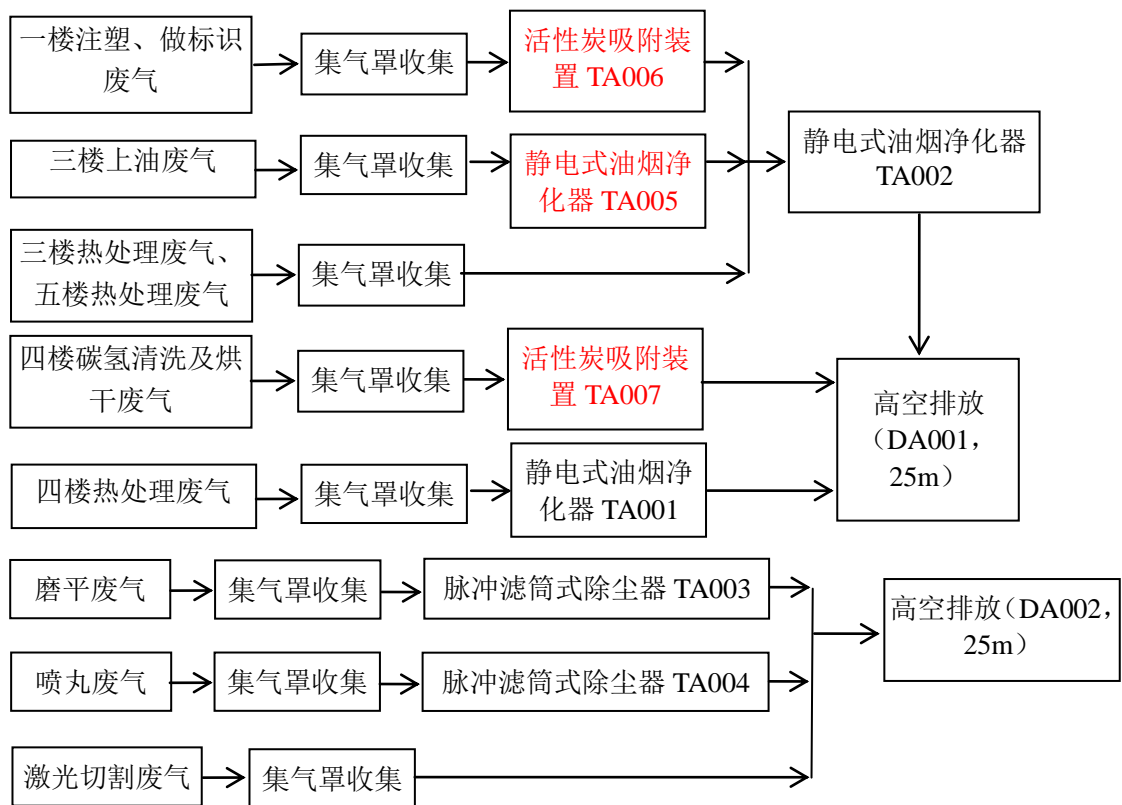 一楼注塑、做标识
废气
集气罩收集
活性炭吸附装
置 TA006
三楼上油废气
集气罩收集
静电式油烟净
化器 TA005
静电式油烟净化器
TA002
三楼热处理废气、
五楼热处理废气
集气罩收集
四楼碳氢清洗及烘
干废气
集气罩收集
活性炭吸附装
置 TA007
四楼热处理废气
集气罩收集
静电式油烟净
化器 TA001
高空排放
（DA001，
25m）
磨平废气
集气罩收集
脉冲滤筒式除尘器 TA003
喷丸废气
集气罩收集
脉冲滤筒式除尘器 TA004
激光切割废气
集气罩收集
高空排放（DA002，
25m）